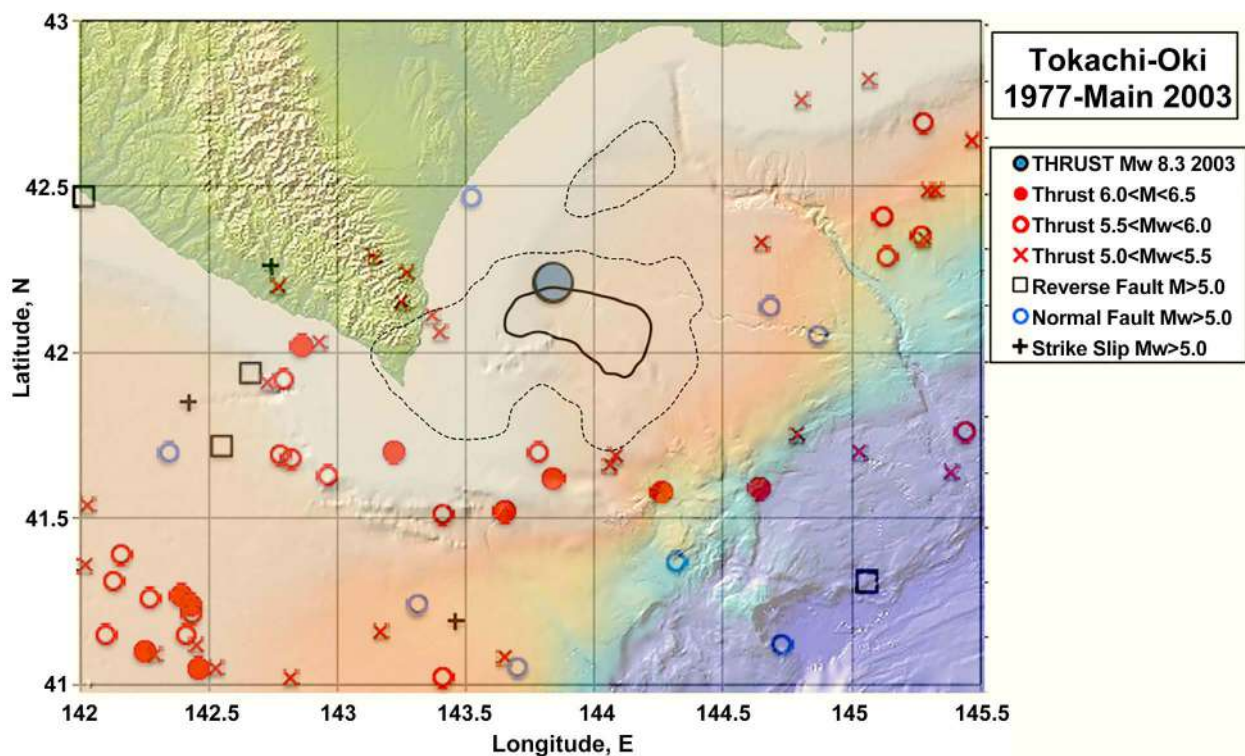 43
42.5
42
41.5
41
Latitude, N
142
142.5
143
143.5
144
144.5
145
145.5
Longitude, E
Tokachi-Oki
1977-Main 2003
THRUST Mw 8.3 2003
Thrust 6.0<M<6.5
Thrust 5.5<Mw<6.0
Thrust 5.0<Mw<5.5
Reverse Fault M>5.0
Normal Fault Mw>5.0
Strike Slip Mw>5.0